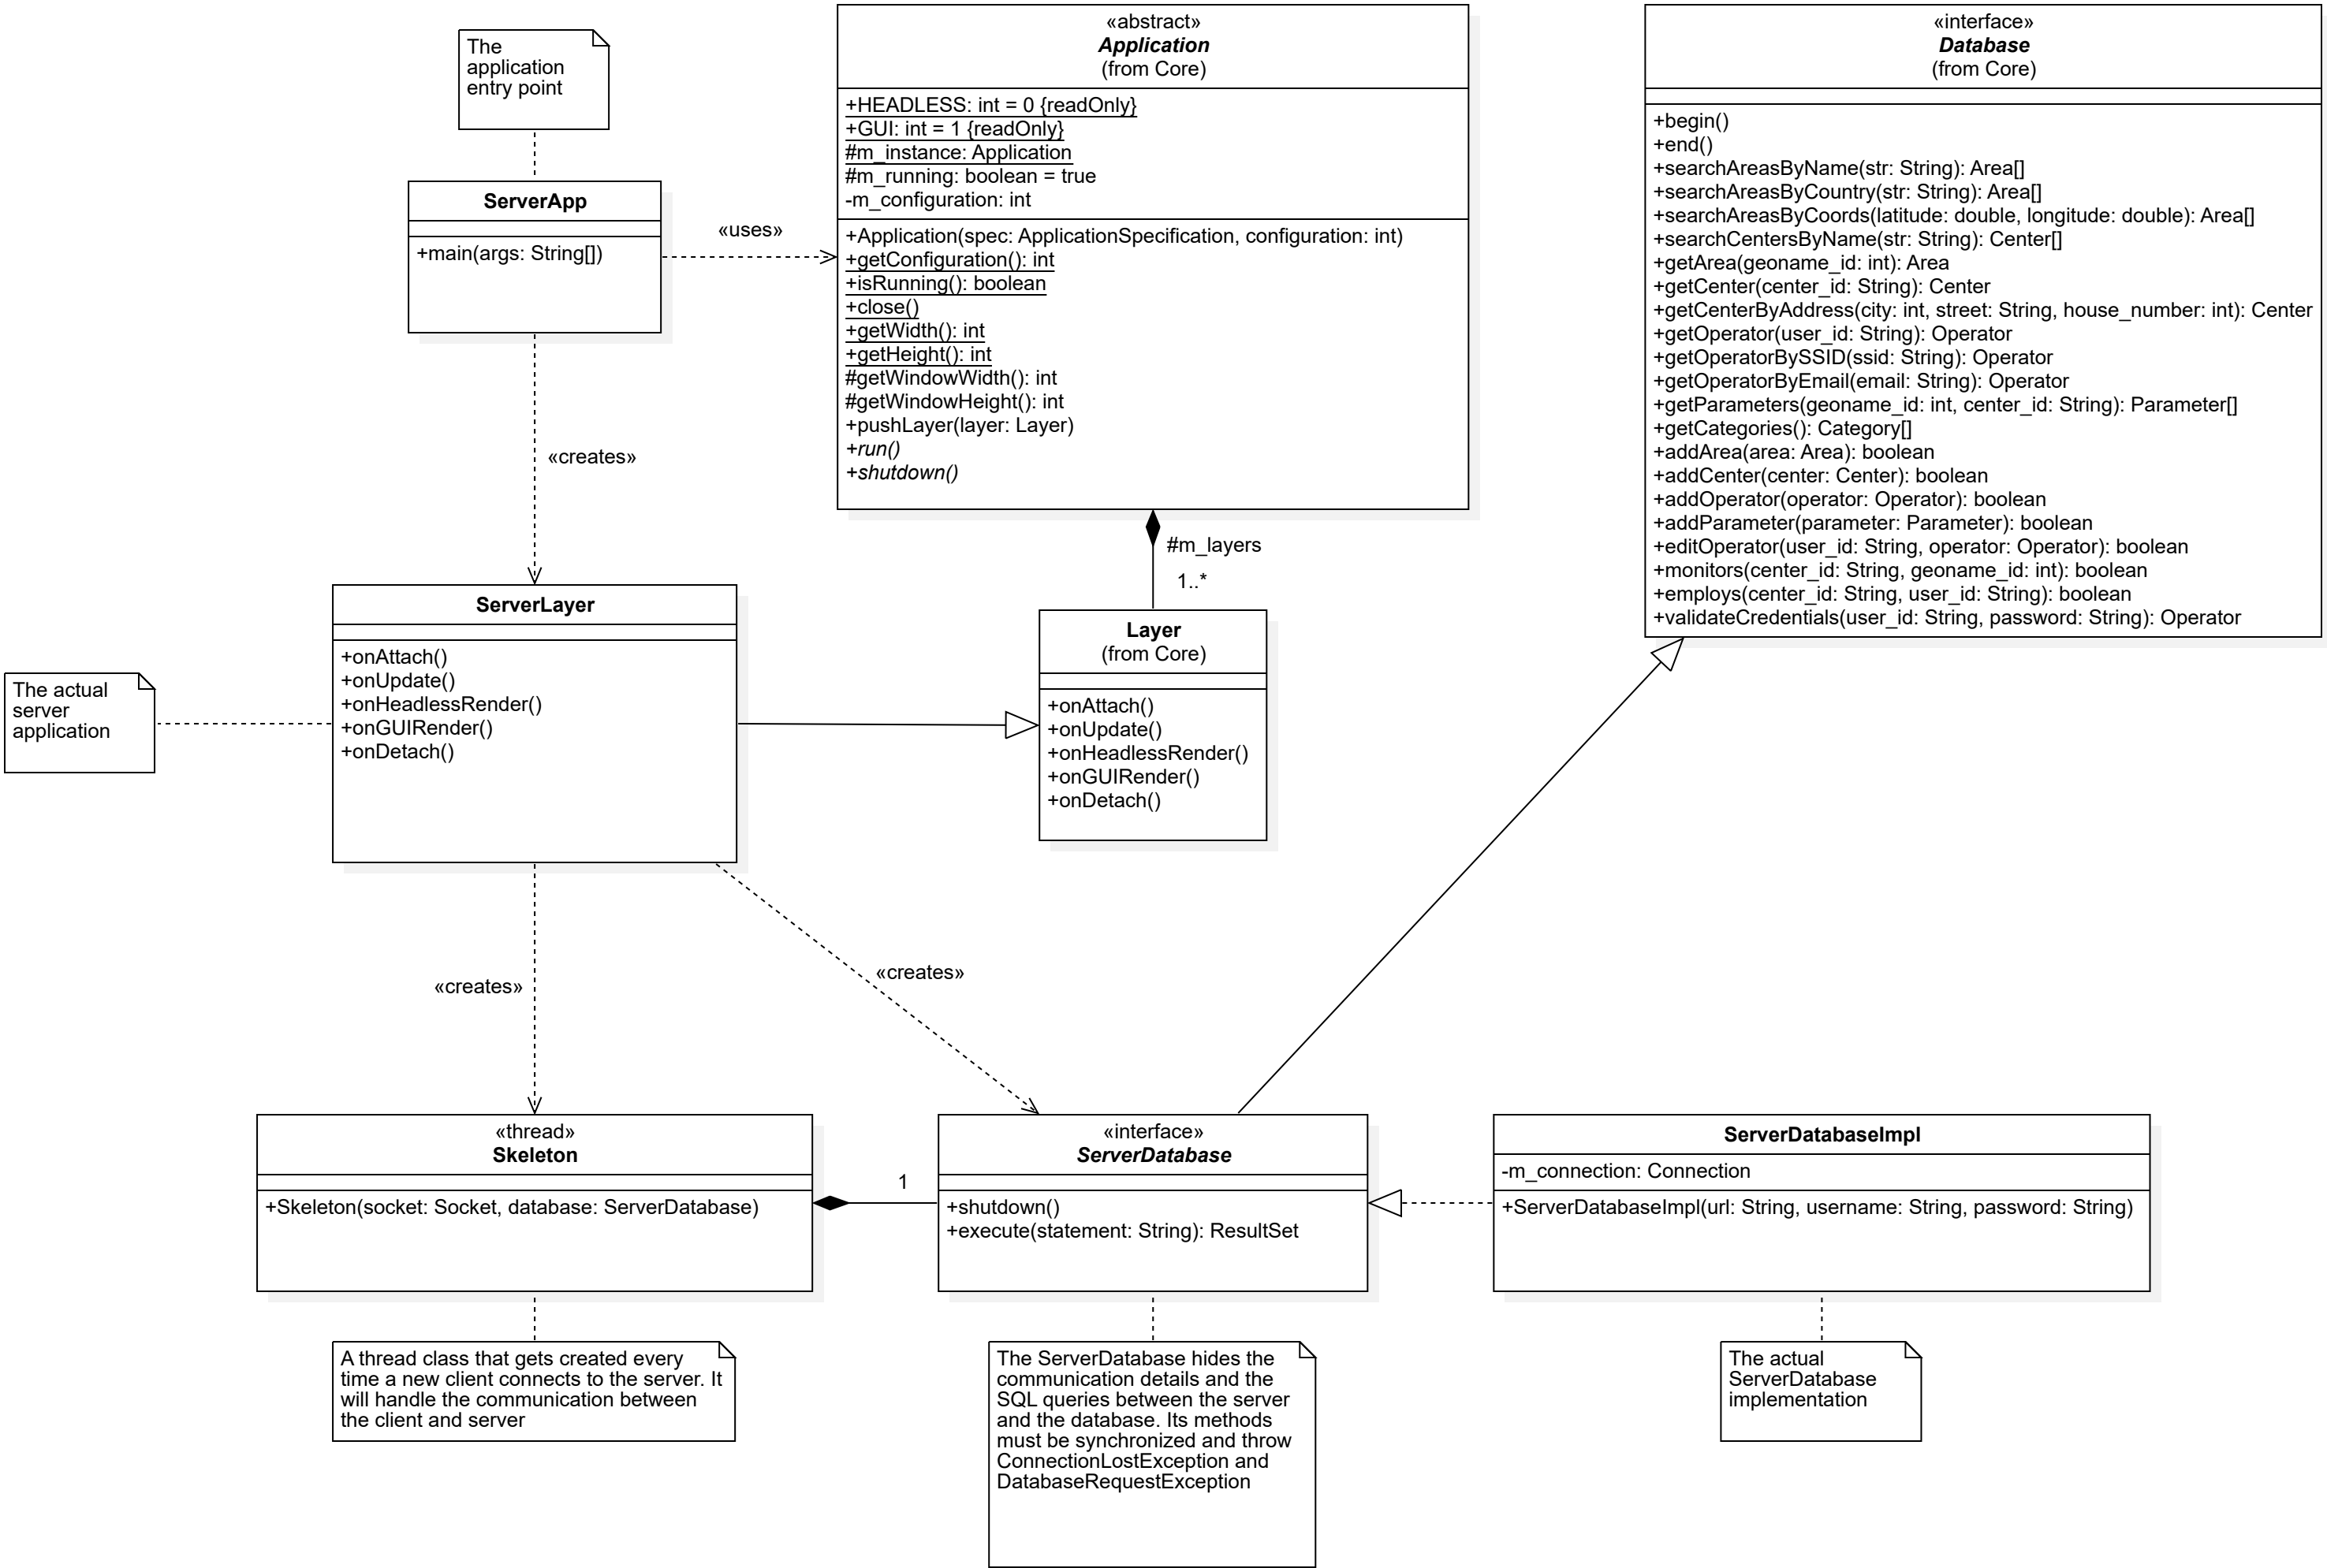 The
application
entry point
ServerApp
+main(args: String[])
«uses»
«creates»
«abstract»
Application
(from Core)
+HEADLESS: int = 0 {readOnly}
+GUI: int = 1 {readOnly}
#m_instance: Application
#m_running: boolean = true
-m_configuration: int
+Application(spec: ApplicationSpecification, configuration: int)
+getConfiguration(): int
+isRunning(): boolean
+close()
+getWidth(): int
+getHeight(): int
#getWindowWidth(): int
#getWindowHeight(): int
+pushLayer(layer: Layer)
+run()
+shutdown()
#m_layers
1..*
«interface»
Database
(from Core)
+begin()
+end()
+searchAreasByName(str: String): Area[]
+searchAreasByCountry(str: String): Area[]
+searchAreasByCoords(latitude: double, longitude: double): Area[]
+searchCentersByName(str: String): Center[]
+getArea(geoname_id: int): Area
+getCenter(center_id: String): Center
+getCenterByAddress(city: int, street: String, house_number: int): Center
+getOperator(user_id: String): Operator
+getOperatorBySSID(ssid: String): Operator
+getOperatorByEmail(email: String): Operator
+getParameters(geoname_id: int, center_id: String): Parameter[]
+getCategories(): Category[]
+addArea(area: Area): boolean
+addCenter(center: Center): boolean
+addOperator(operator: Operator): boolean
+addParameter(parameter: Parameter): boolean
+editOperator(user_id: String, operator: Operator): boolean
+monitors(center_id: String, geoname_id: int): boolean
+employs(center_id: String, user_id: String): boolean
+validateCredentials(user_id: String, password: String): Operator
The actual
server
application
ServerLayer
+onAttach()
+onUpdate()
+onHeadlessRender()
+onGUIRender()
+onDetach()
Layer
(from Core)
+onAttach()
+onUpdate()
+onHeadlessRender()
+onGUIRender()
+onDetach()
«creates»
«creates»
«thread»
Skeleton
+Skeleton(socket: Socket, database: ServerDatabase)
1
«interface»
ServerDatabase
+shutdown()
+execute(statement: String): ResultSet
ServerDatabaseImpl
-m_connection: Connection
+ServerDatabaseImpl(url: String, username: String, password: String)
A thread class that gets created every
time a new client connects to the server. It
will handle the communication between
the client and server
The ServerDatabase hides the
communication details and the
SQL queries between the server
and the database. Its methods
must be synchronized and throw
ConnectionLostException and
DatabaseRequestException
The actual
ServerDatabase
implementation